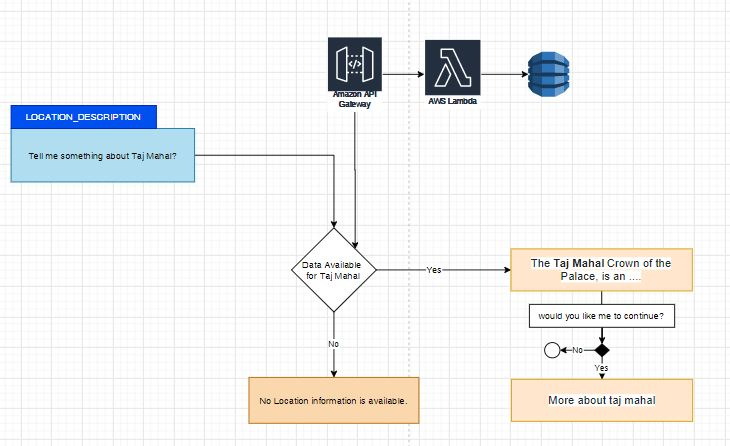 Amazon API
Gateway
AWS Lambda
LOCATION_DESCRIPTION
Tell me something about Taj Mahal?
Data Available
for Taj Mahal
Yes
The Taj Mahal Crown of the
Palace, is an ....
would you like me to continue?
No
Yes
No
No Location information is available.
More about taj mahal